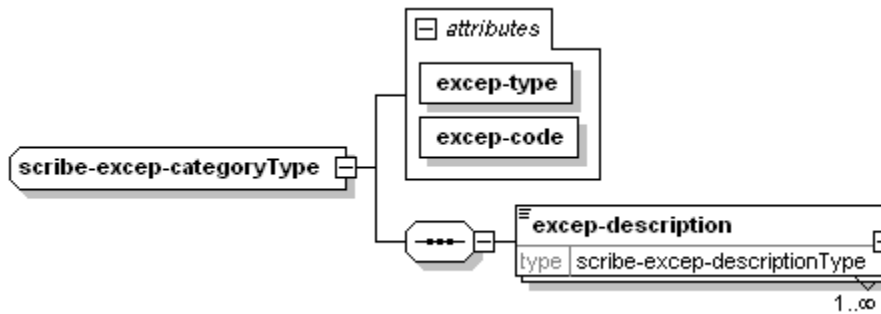 attributes
excep-type
excep-code
scribe-excep-categoryType
excep-description
type scribe-excep-descriptionType
1..∞